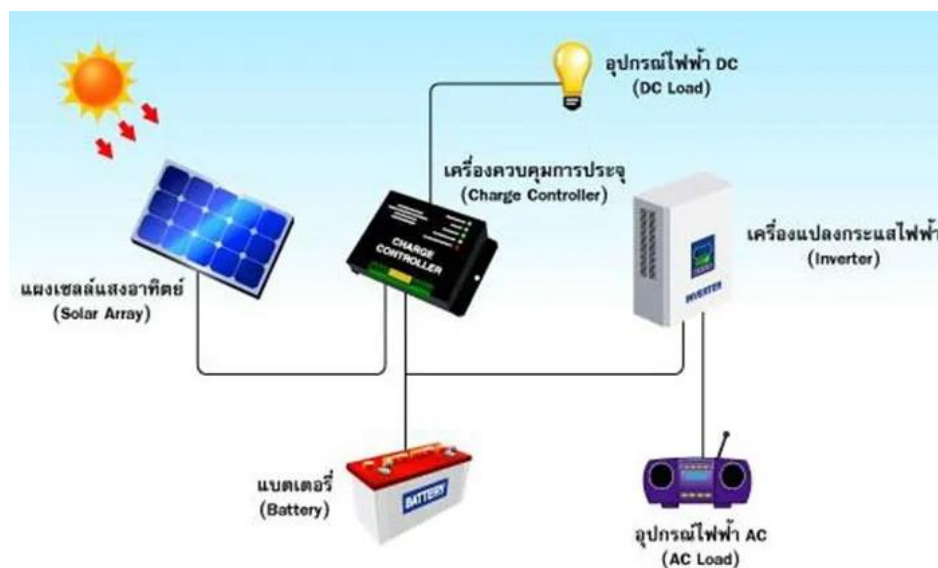 อุปกรณ์ไฟฟ้า DC
(DC Load)
เครื่องควบคุมการประจุ
(Charge Controller)
CHARGE
CONTROLLER
เครื่องแปลงกระแสไฟฟ้า
(Inverter)
INVERTER
แผงเซลล์แสงอาทิตย์
(Solar Array)
แบตเตอรี่
(Battery)
BATTERY
อุปกรณ์ไฟฟ้า AC
(AC Load)